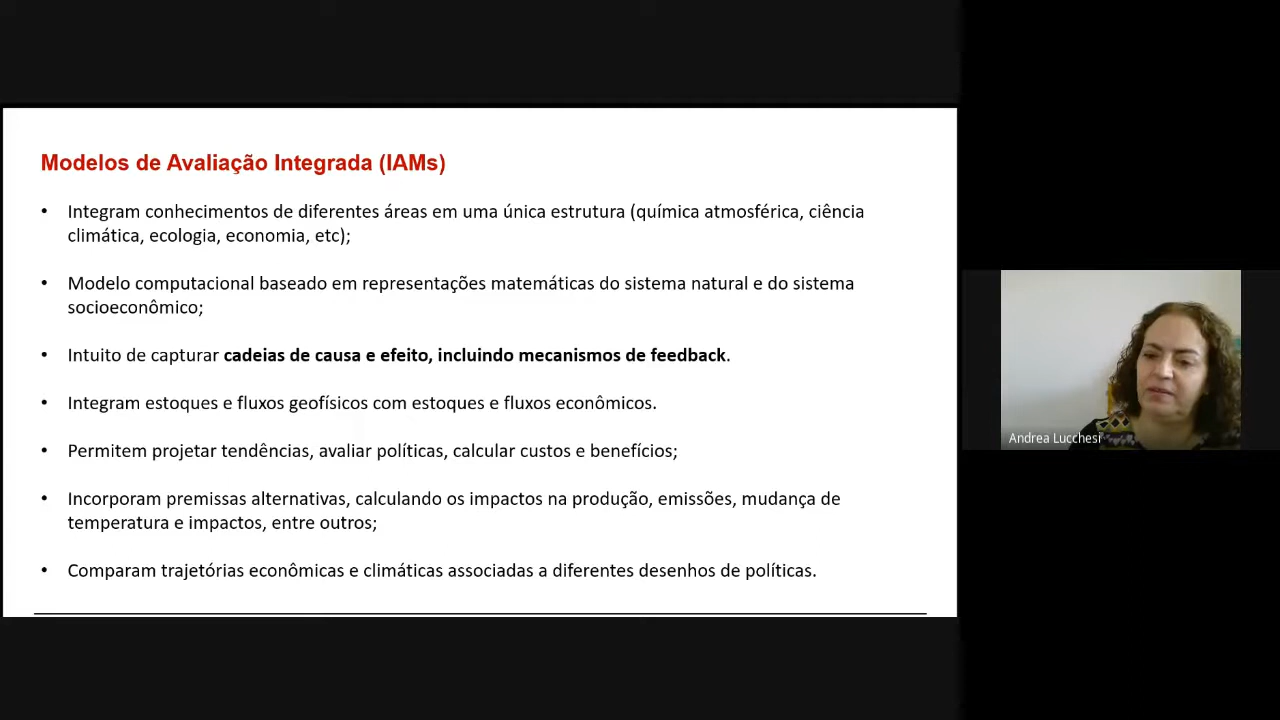 Modelos de Avaliação Integrada (IAMs)
• Integram conhecimentos de diferentes áreas em uma única estrutura (química atmosférica, ciência
climática, ecologia, economia, etc);
• Modelo computacional baseado em representações matemáticas do sistema natural e do sistema
socioeconômico;
• Intuito de capturar cadeias de causa e efeito, incluindo mecanismos de feedback.
• Integram estoques e fluxos geofísicos com estoques e fluxos econômicos.
• Permitem projetar tendências, avaliar políticas, calcular custos e benefícios;
• Incorporam premissas alternativas, calculando os impactos na produção, emissões, mudança de
temperatura e impactos, entre outros;
• Comparam trajetórias econômicas e climáticas associadas a diferentes desenhos de políticas.
Andrea Lucchesi